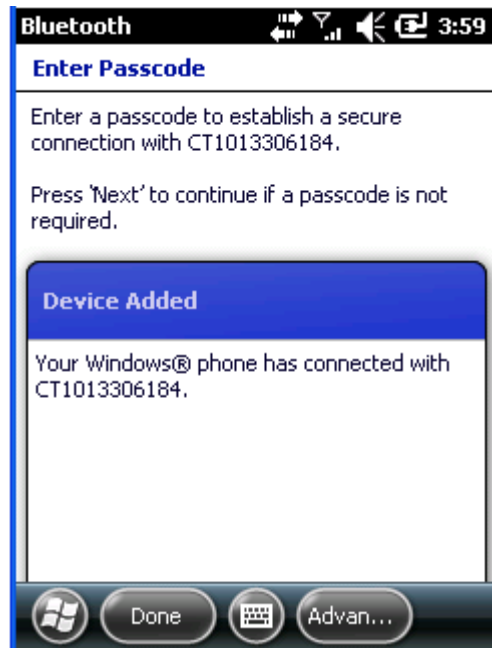 Bluetooth 3:59
Enter Passcode
Enter a passcode to establish a secure
connection with CT1013306184.
Press 'Next' to continue if a passcode is not
required.
Device Added
Your Windows® phone has connected with
CT1013306184.
Done Advan...